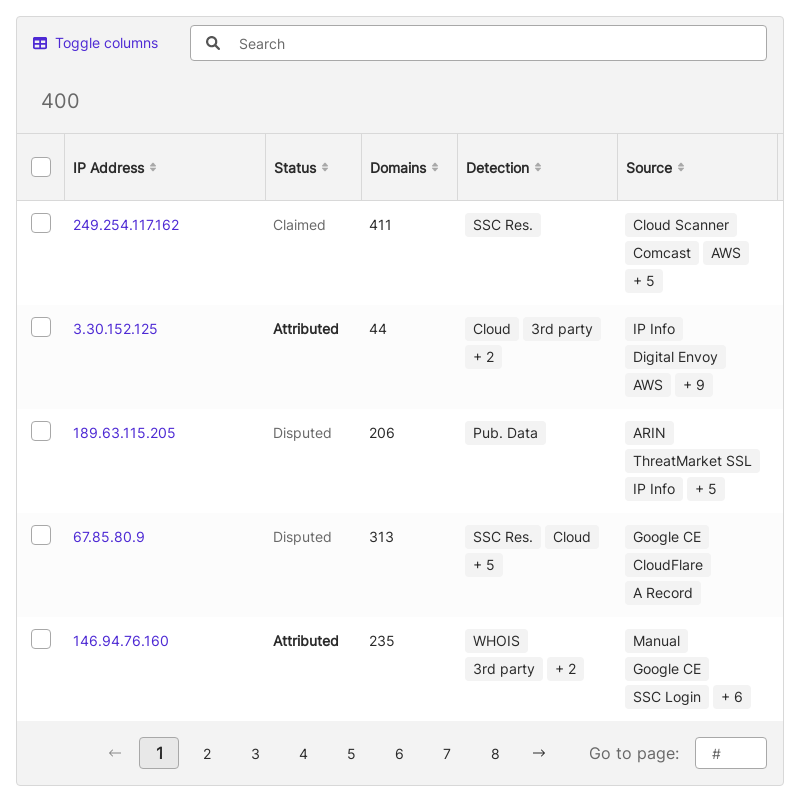 Toggle columns Search
400
IP Address Status Domains Detection Source
249.254.117.162 Claimed 411 SSC Res. Cloud Scanner
Comcast AWS
+ 5
3.30.152.125 Attributed 44 Cloud 3rd party IP Info
+ 2 Digital Envoy
AWS + 9
189.63.115.205 Disputed 206 Pub. Data ARIN
ThreatMarket SSL
IP Info + 5
67.85.80.9 Disputed 313 SSC Res. Cloud Google CE
+ 5 CloudFlare
A Record
146.94.76.160 Attributed 235 WHOIS Manual
3rd party + 2 Google CE
SSC Login + 6
← 1 2 3 4 5 6 7 8 → Go to page: #